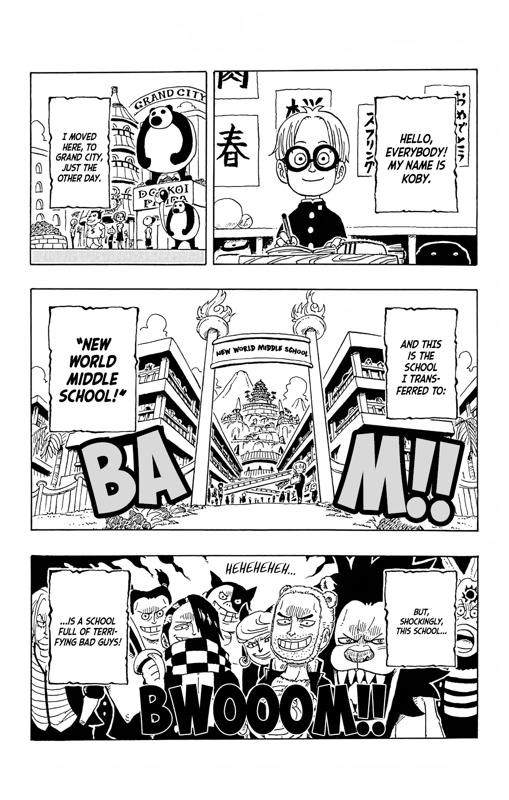 HELLO,
EVERYBODY!
MY NAME IS
KOBY.
おめでとう
スプリング
肉
春
I MOVED
HERE, TO
GRAND CITY,
JUST THE
OTHER DAY.
GRAND CITY
DOSKOI
PANDA
AND THIS
IS THE
SCHOOL
I TRANS-
FERRED TO:
NEW WORLD MIDDLE SCHOOL
"NEW
WORLD
MIDDLE
SCHOOL!"
BAM!!
BUT,
SHOCKINGLY,
THIS SCHOOL...
HEHEHEHEH...
...IS A SCHOOL
FULL OF TERRI-
FYING BAD GUYS!
BWOOOM!!